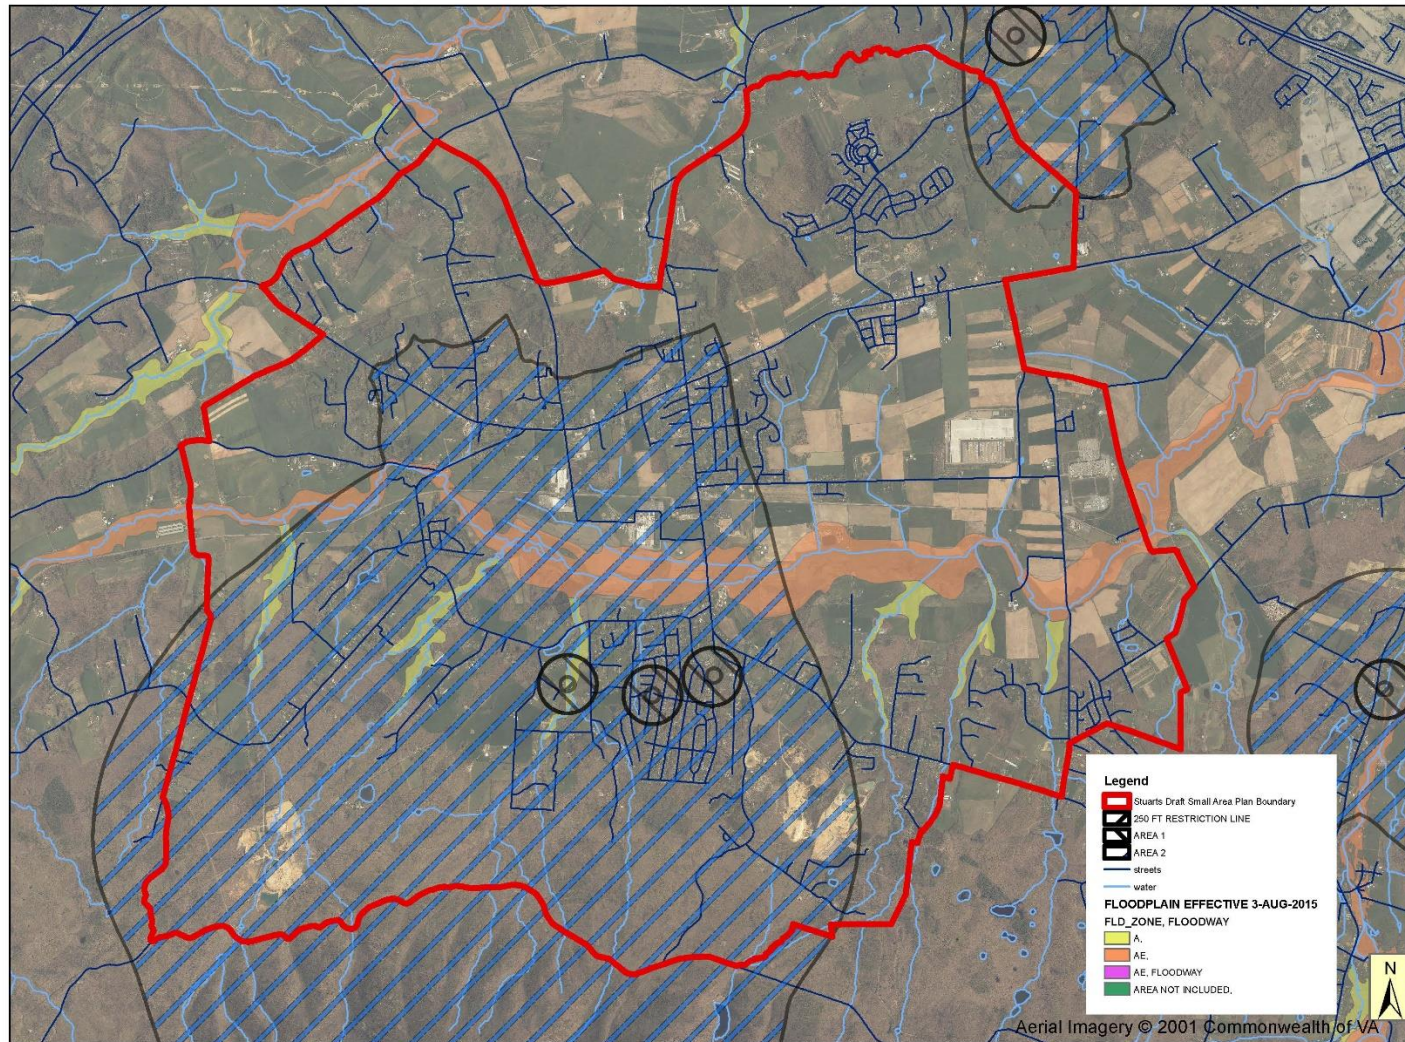 Legend
Stuarts Draft Small Area Plan Boundary
250 FT RESTRICTION LINE
AREA 1
AREA 2
streets
water
FLOODPLAIN EFFECTIVE 3-AUG-2015
FLD_ZONE, FLOODWAY
A,
AE,
AE, FLOODWAY
AREA NOT INCLUDED,
N
Aerial Imagery © 2001 Commonwealth of VA